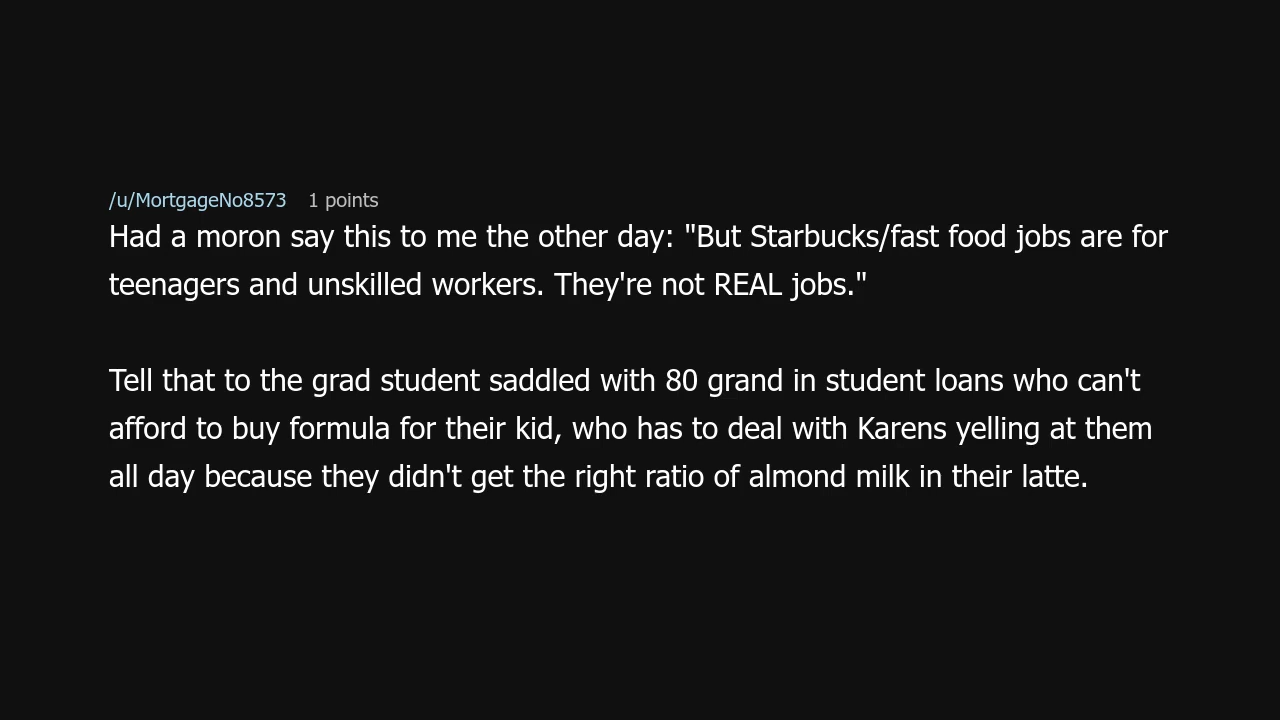 /u/MortgageNo8573 1 points
Had a moron say this to me the other day: "But Starbucks/fast food jobs are for
teenagers and unskilled workers. They're not REAL jobs."
Tell that to the grad student saddled with 80 grand in student loans who can't
afford to buy formula for their kid, who has to deal with Karens yelling at them
all day because they didn't get the right ratio of almond milk in their latte.